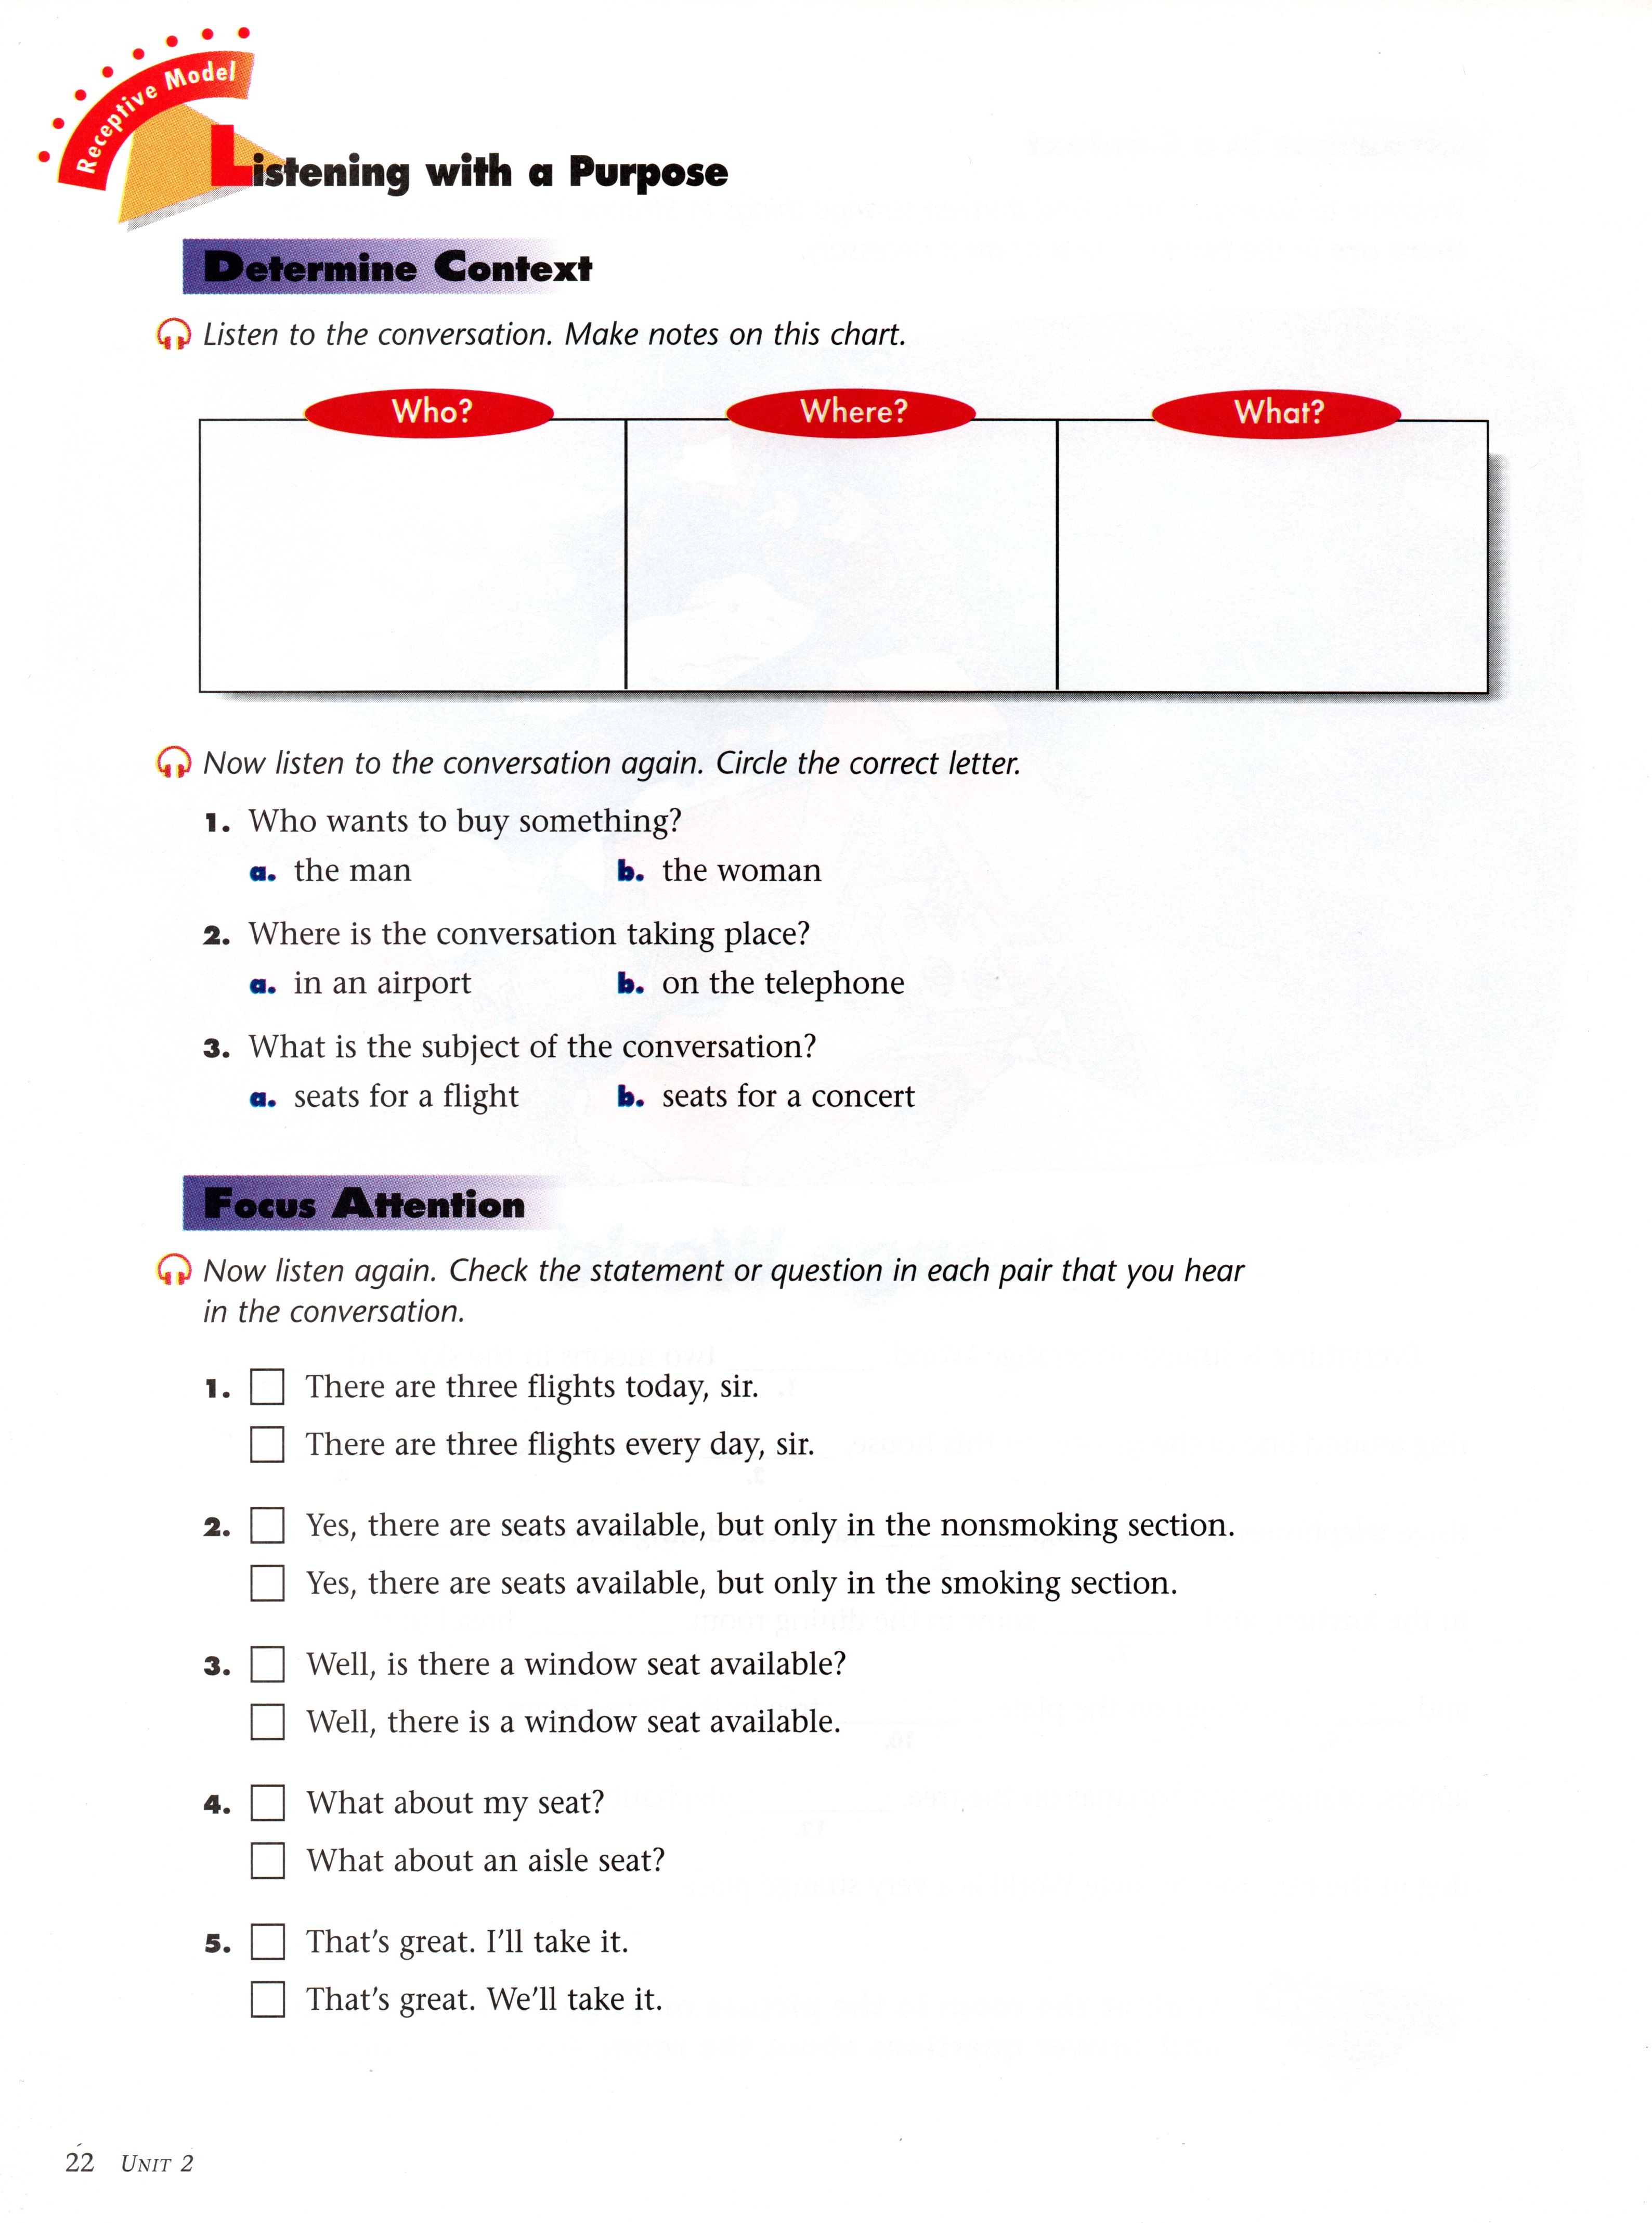 Receptive Model
Listening with a Purpose
Determine Context
Listen to the conversation. Make notes on this chart.
Who? Where? What?
Now listen to the conversation again. Circle the correct letter.
1. Who wants to buy something?
a. the man b. the woman
2. Where is the conversation taking place?
a. in an airport b. on the telephone
3. What is the subject of the conversation?
a. seats for a flight b. seats for a concert
Focus Attention
Now listen again. Check the statement or question in each pair that you hear
in the conversation.
1. There are three flights today, sir.
There are three flights every day, sir.
2. Yes, there are seats available, but only in the nonsmoking section.
Yes, there are seats available, but only in the smoking section.
3. Well, is there a window seat available?
Well, there is a window seat available.
4. What about my seat?
What about an aisle seat?
5. That's great. I'll take it.
That's great. We'll take it.
22 UNIT 2